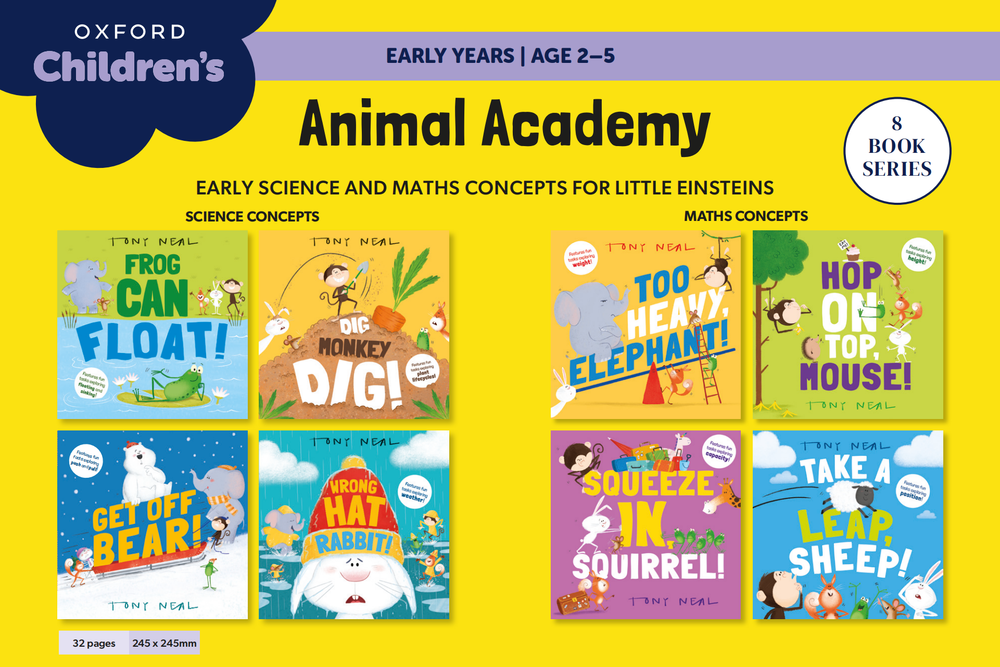 OXFORD
Children's
EARLY YEARS | AGE 2–5
Animal Academy
8
BOOK
SERIES
EARLY SCIENCE AND MATHS CONCEPTS FOR LITTLE EINSTEINS
SCIENCE CONCEPTS
TONY NEAL
FROG
CAN
FLOAT!
Features fun
tasks exploring
floating and
sinking!
TONY NEAL
DIG
MONKEY
DIG!
Features fun
tasks exploring
plant
lifecycles!
Features fun
facts exploring
push and pull!
GET OFF
BEAR!
TONY NEAL
TONY NEAL
WRONG
HAT
RABBIT!
Features fun
tasks exploring
weather!
MATHS CONCEPTS
Features fun
tasks exploring
weight!
TONY NEAL
TOO
HEAVY,
ELEPHANT!
EAT
ME!
Features fun
tasks exploring
height!
HOP
ON
TOP,
MOUSE!
TONY NEAL
Features fun
tasks exploring
capacity!
SQUEEZE
IN,
SQUIRREL!
TONY NEAL
TONY NEAL
TAKE A
LEAP,
SHEEP!
Features fun
tasks exploring
position!
32 pages
245 x 245mm